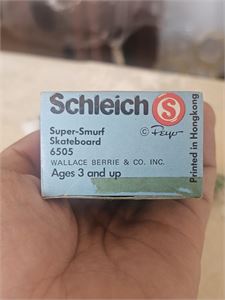 Schleich S
© Peyo
Super-Smurf
Skateboard
6505
WALLACE BERRIE & CO. INC.
Ages 3 and up
Printed in Hongkong